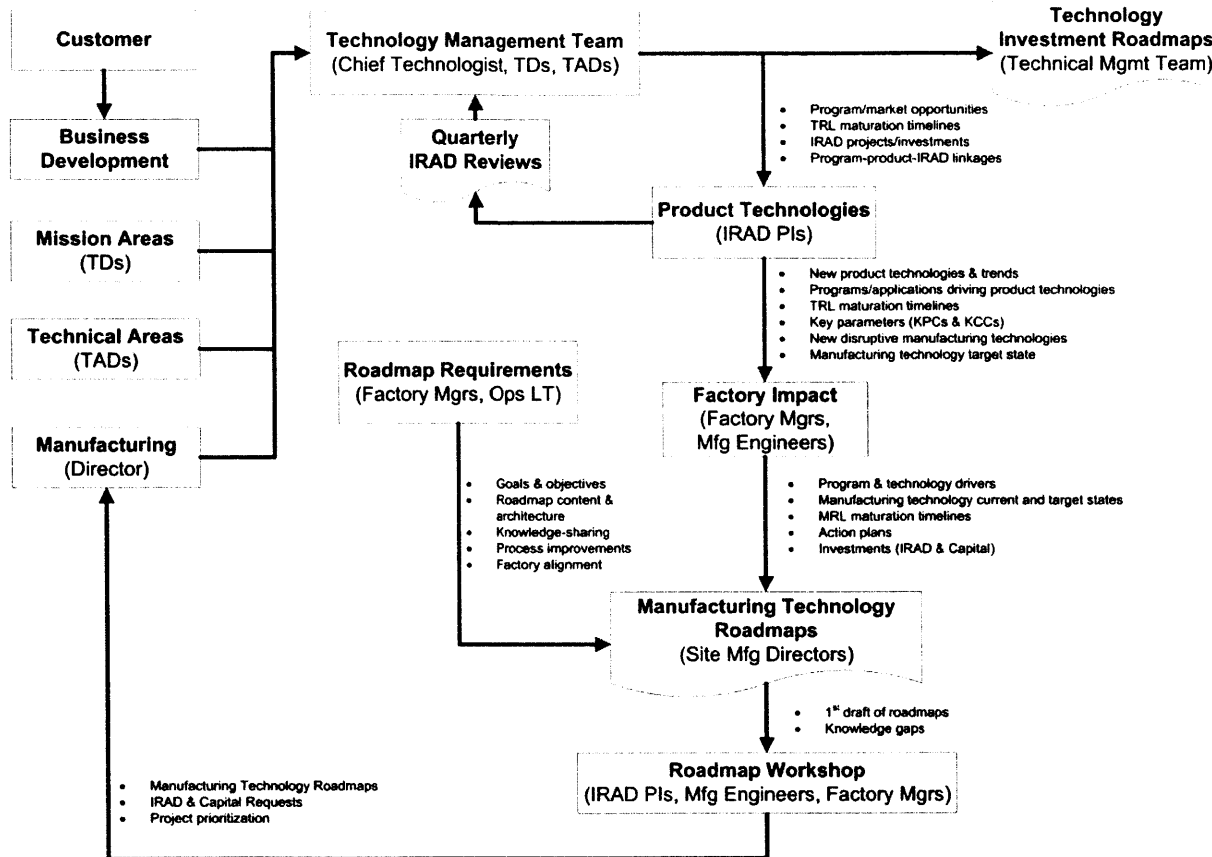 Customer
Business
Development
Mission Areas
(TDs)
Technical Areas
(TADs)
Manufacturing
(Director)
Technology Management Team
(Chief Technologist, TDs, TADs)
Quarterly
IRAD Reviews
Technology
Investment Roadmaps
(Technical Mgmt Team)
• Program/market opportunities
• TRL maturation timelines
• IRAD projects/investments
• Program-product-IRAD linkages
Product Technologies
(IRAD PIs)
• New product technologies & trends
• Programs/applications driving product technologies
• TRL maturation timelines
• Key parameters (KPCs & KCCs)
• New disruptive manufacturing technologies
• Manufacturing technology target state
Roadmap Requirements
(Factory Mgrs, Ops LT)
Factory Impact
(Factory Mgrs,
Mfg Engineers)
• Goals & objectives
• Roadmap content &
architecture
• Knowledge-sharing
• Process improvements
• Factory alignment
• Program & technology drivers
• Manufacturing technology current and target states
• MRL maturation timelines
• Action plans
• Investments (IRAD & Capital)
Manufacturing Technology
Roadmaps
(Site Mfg Directors)
• 1st draft of roadmaps
• Knowledge gaps
Roadmap Workshop
(IRAD PIs, Mfg Engineers, Factory Mgrs)
• Manufacturing Technology Roadmaps
• IRAD & Capital Requests
• Project prioritization